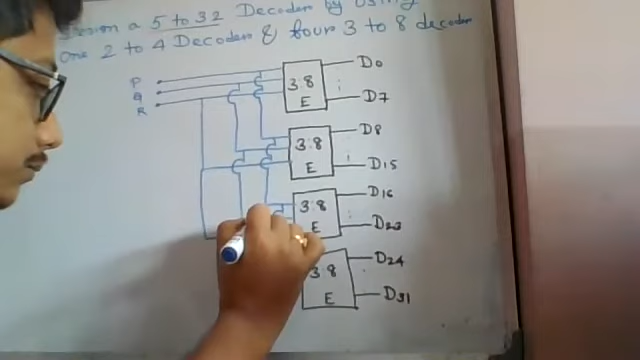 Design a 5 to 32 Decoder by using
one 2 to 4 Decoder & four 3 to 8 decoder
P
Q
R
3:8
E
D0
D7
3:8
E
D8
D15
3:8
E
D16
D23
3:8
E
D24
D31